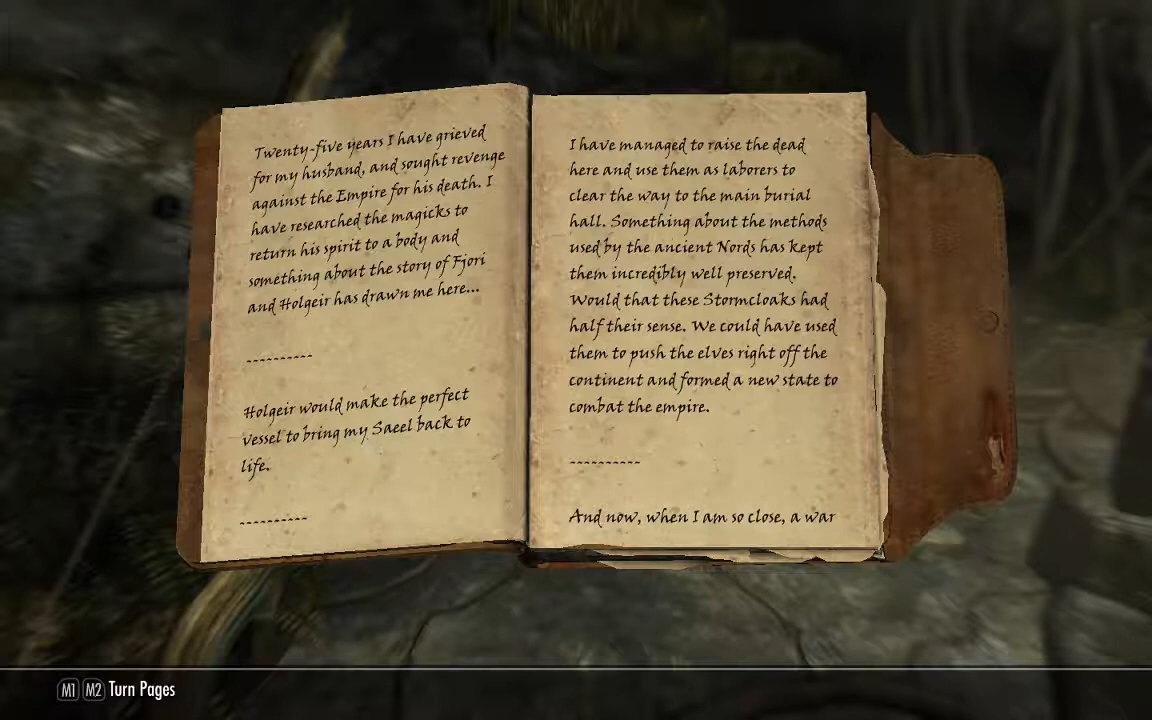 Twenty-five years I have grieved
for my husband, and sought revenge
against the Empire for his death. I
have researched the magicks to
return his spirit to a body and
something about the story of Fjori
and Holgeir has drawn me here...
----------
Holgeir would make the perfect
vessel to bring my Saeel back to
life.
----------
I have managed to raise the dead
here and use them as laborers to
clear the way to the main burial
hall. Something about the methods
used by the ancient Nords has kept
them incredibly well preserved.
Would that these Stormcloaks had
half their sense. We could have used
them to push the elves right off the
continent and formed a new state to
combat the empire.
----------
And now, when I am so close, a war
M1 M2 Turn Pages